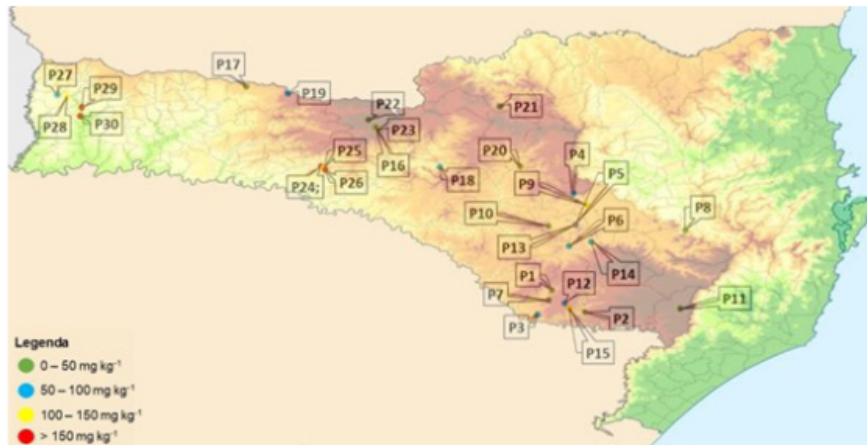 P17
P27
P29
P19
P22
P21
P28
P30
P23
P25
P16
P20
P4
P5
P24;
P26
P18
P9
P10
P6
P8
P13
P14
P1
P12
P7
P11
P3
P2
P15
Legenda
0 – 50 mg kg⁻¹
50 – 100 mg kg⁻¹
100 – 150 mg kg⁻¹
> 150 mg kg⁻¹